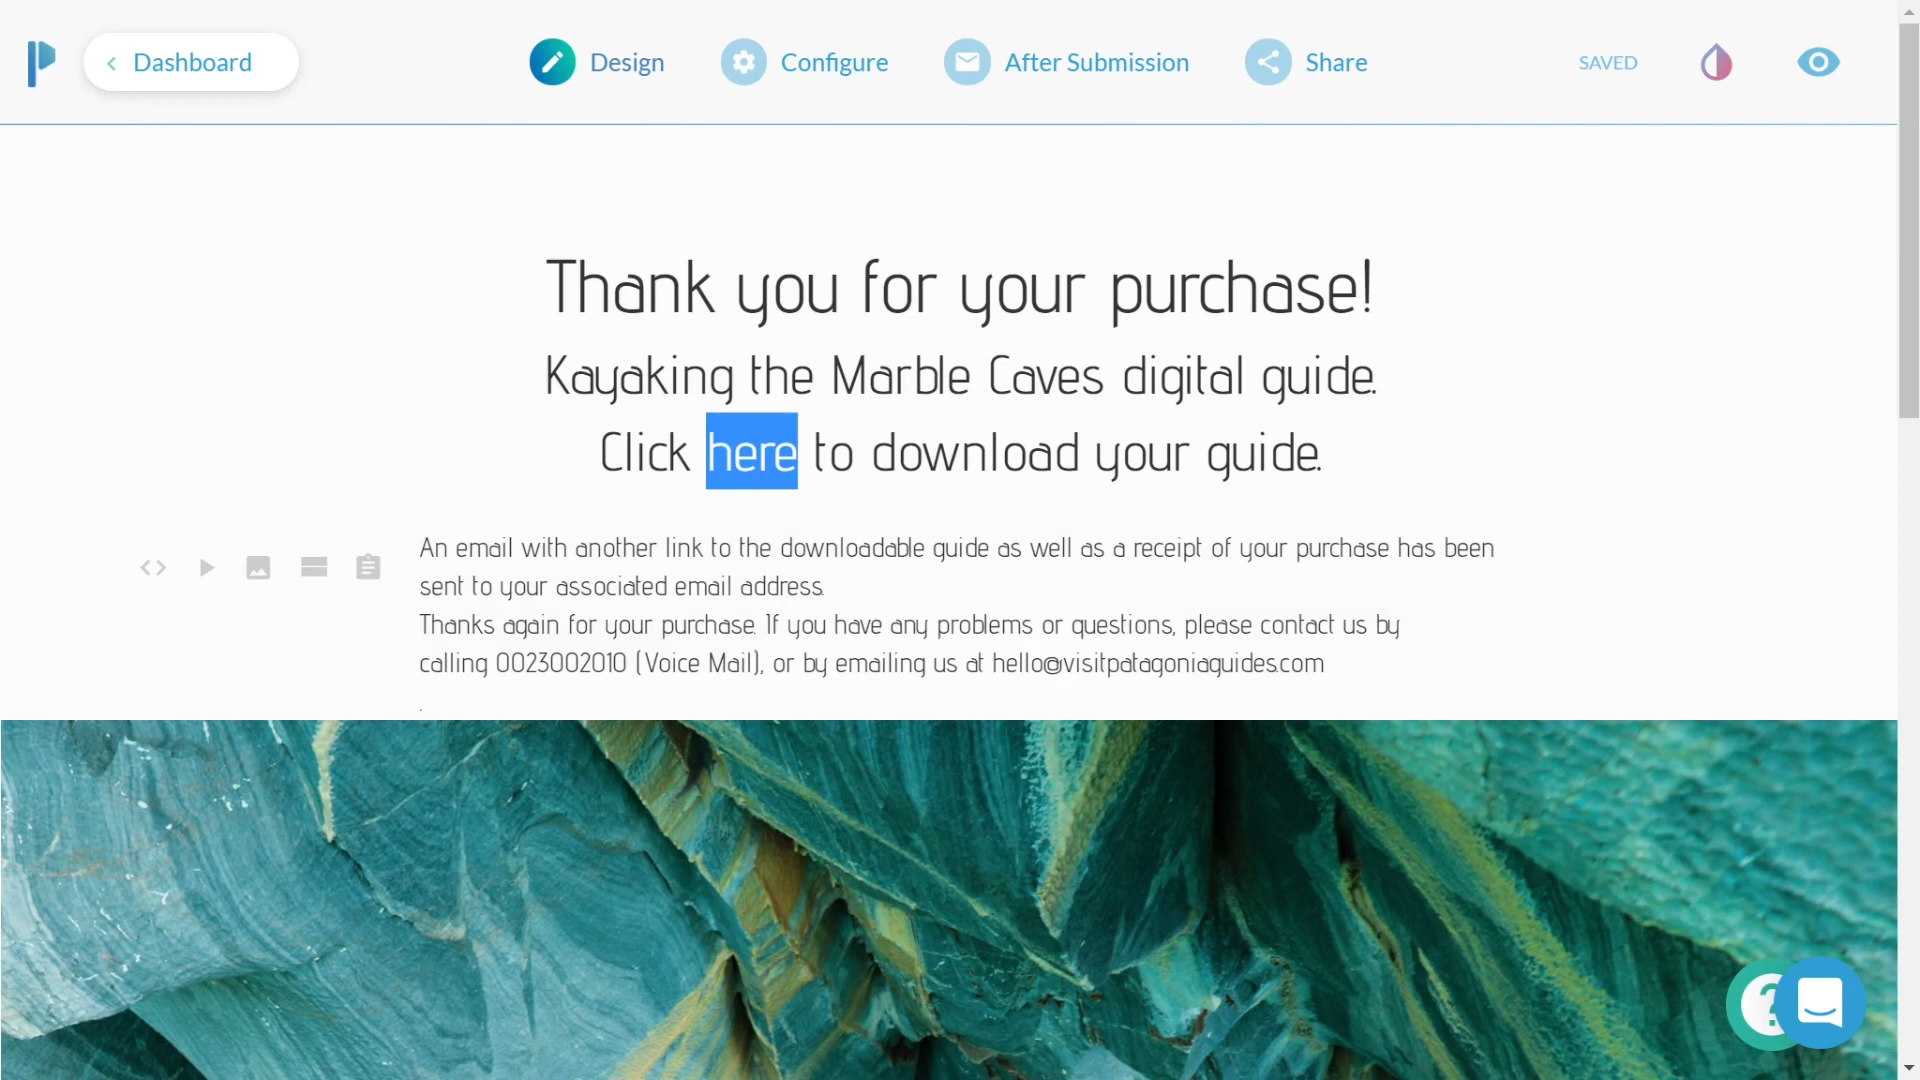 Dashboard
Design
Configure
After Submission
Share
SAVED
Thank you for your purchase!
Kayaking the Marble Caves digital guide.
Click here to download your guide.
An email with another link to the downloadable guide as well as a receipt of your purchase has been
sent to your associated email address.
Thanks again for your purchase. If you have any problems or questions, please contact us by
calling 0023002010 (Voice Mail), or by emailing us at hello@visitpatagoniaguides.com
.
?